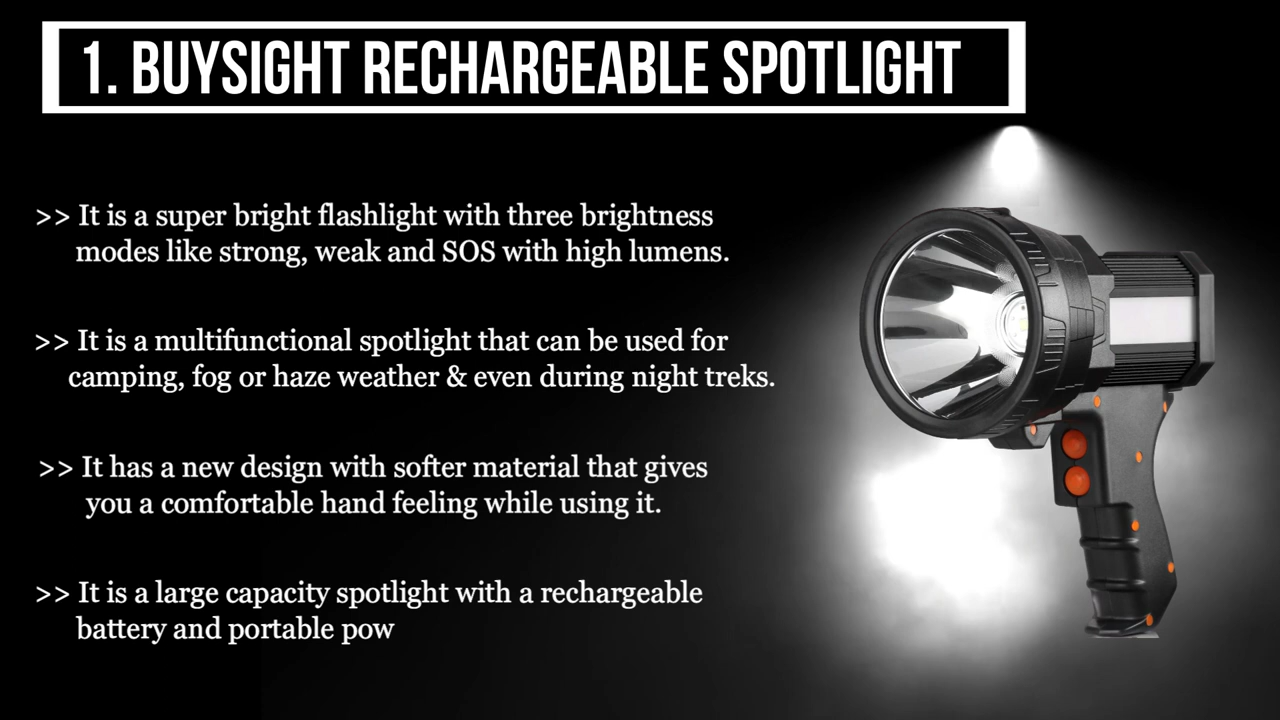 1. BUYSIGHT RECHARGEABLE SPOTLIGHT
>> It is a super bright flashlight with three brightness
modes like strong, weak and SOS with high lumens.
>> It is a multifunctional spotlight that can be used for
camping, fog or haze weather & even during night treks.
>> It has a new design with softer material that gives
you a comfortable hand feeling while using it.
>> It is a large capacity spotlight with a rechargeable
battery and portable pow